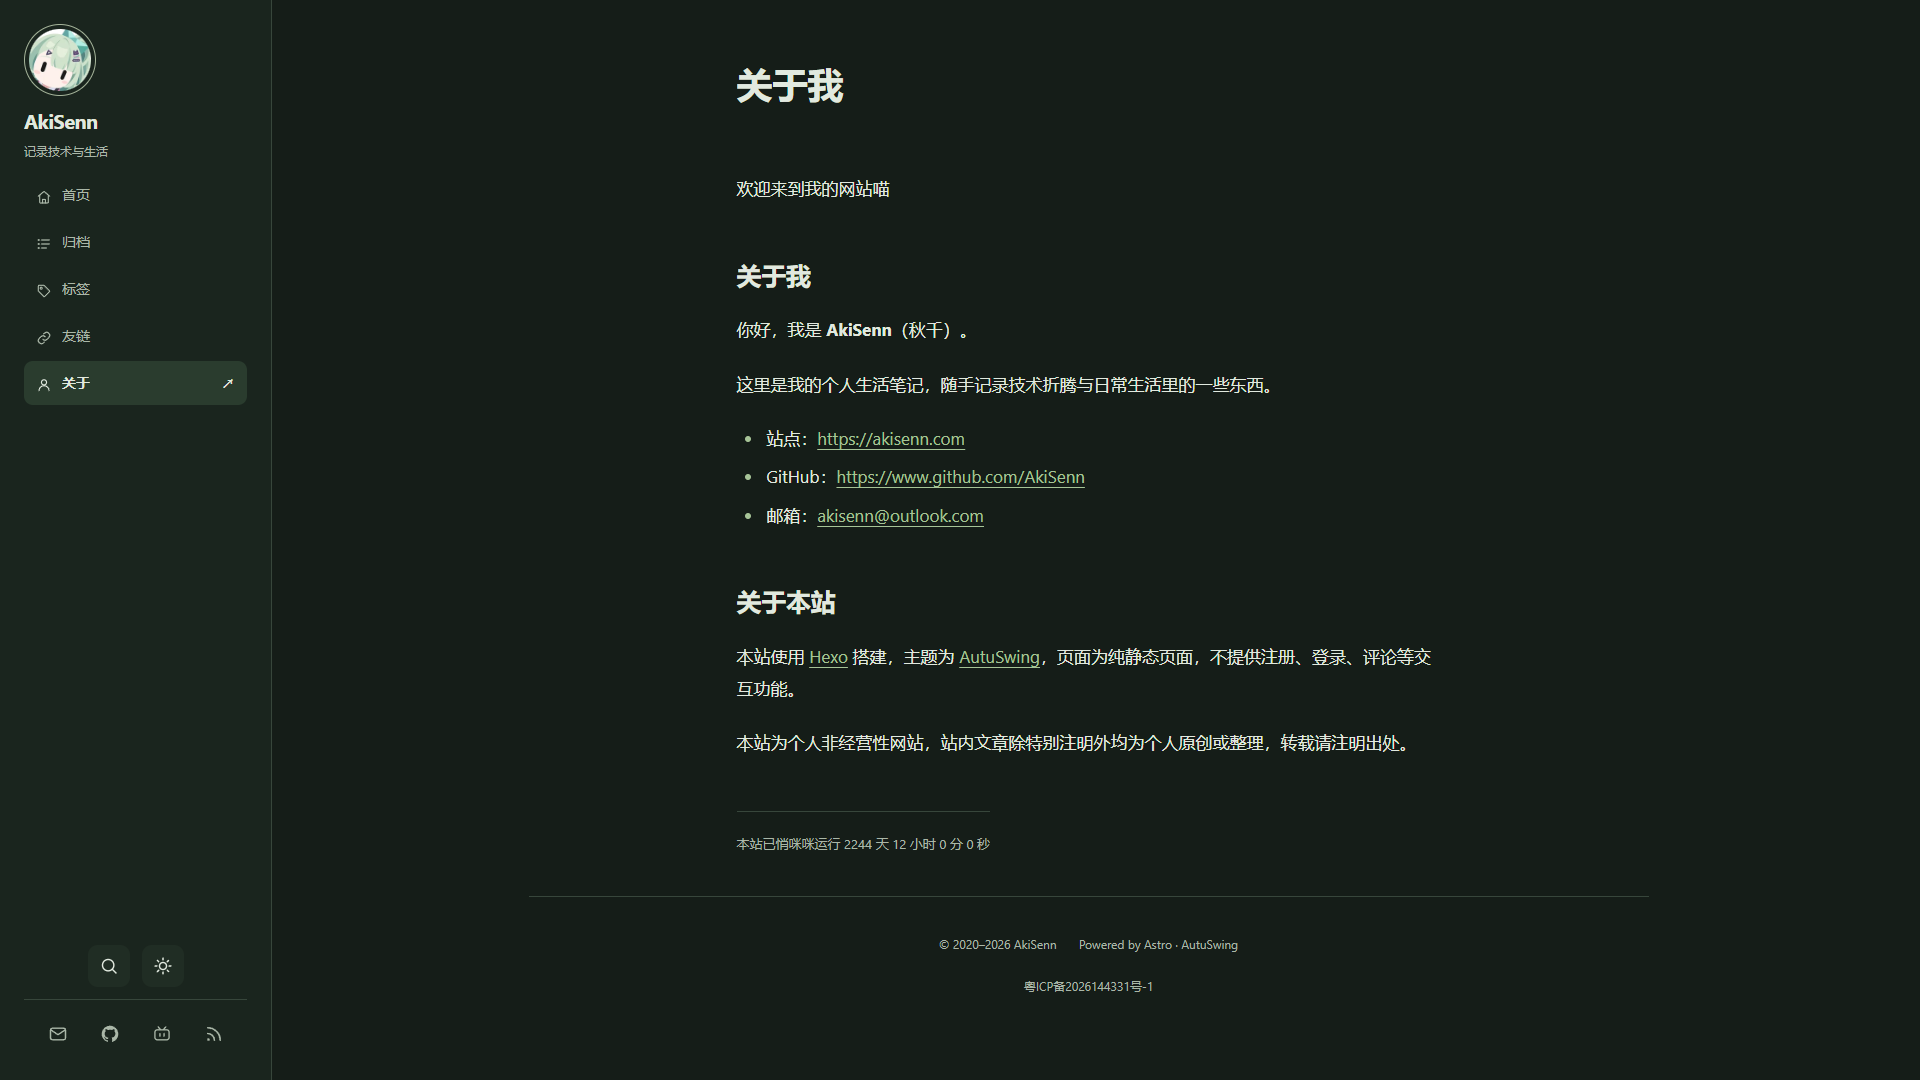 AkiSenn
记录技术与生活
首页
归档
标签
友链
关于
关于我
欢迎来到我的网站喵
关于我
你好，我是 AkiSenn（秋千）。
这里是我的个人生活笔记，随手记录技术折腾与日常生活里的一些东西。
站点：https://akisenn.com
GitHub：https://www.github.com/AkiSenn
邮箱：akisenn@outlook.com
关于本站
本站使用 Hexo 搭建，主题为 AutuSwing，页面为纯静态页面，不提供注册、登录、评论等交
互功能。
本站为个人非经营性网站，站内文章除特别注明外均为个人原创或整理，转载请注明出处。
本站已悄咪咪运行 2244 天 12 小时 0 分 0 秒
© 2020–2026 AkiSenn Powered by Astro · AutuSwing
粤ICP备2026144331号-1